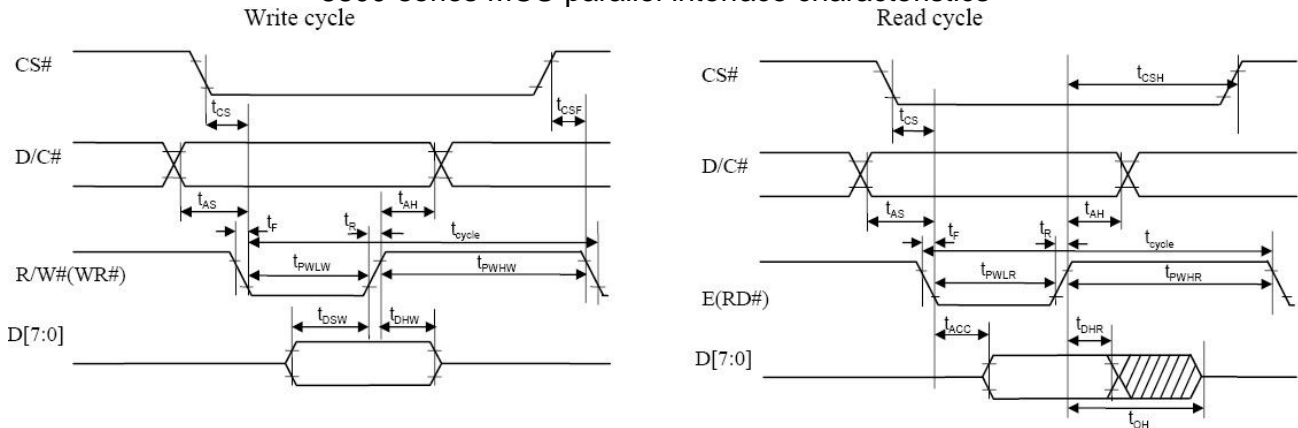 Write cycle
Read cycle
CS#
tCS
tCSF
D/C#
tAS
tAH
tF
tR
tcycle
R/W#(WR#)
tPWLW
tPWHW
D[7:0]
tDSW
tDHW
CS#
tCSH
tCS
D/C#
tAS
tAH
tF
tR
tcycle
E(RD#)
tPWLR
tPWHR
tACC
tDHR
D[7:0]
tOH